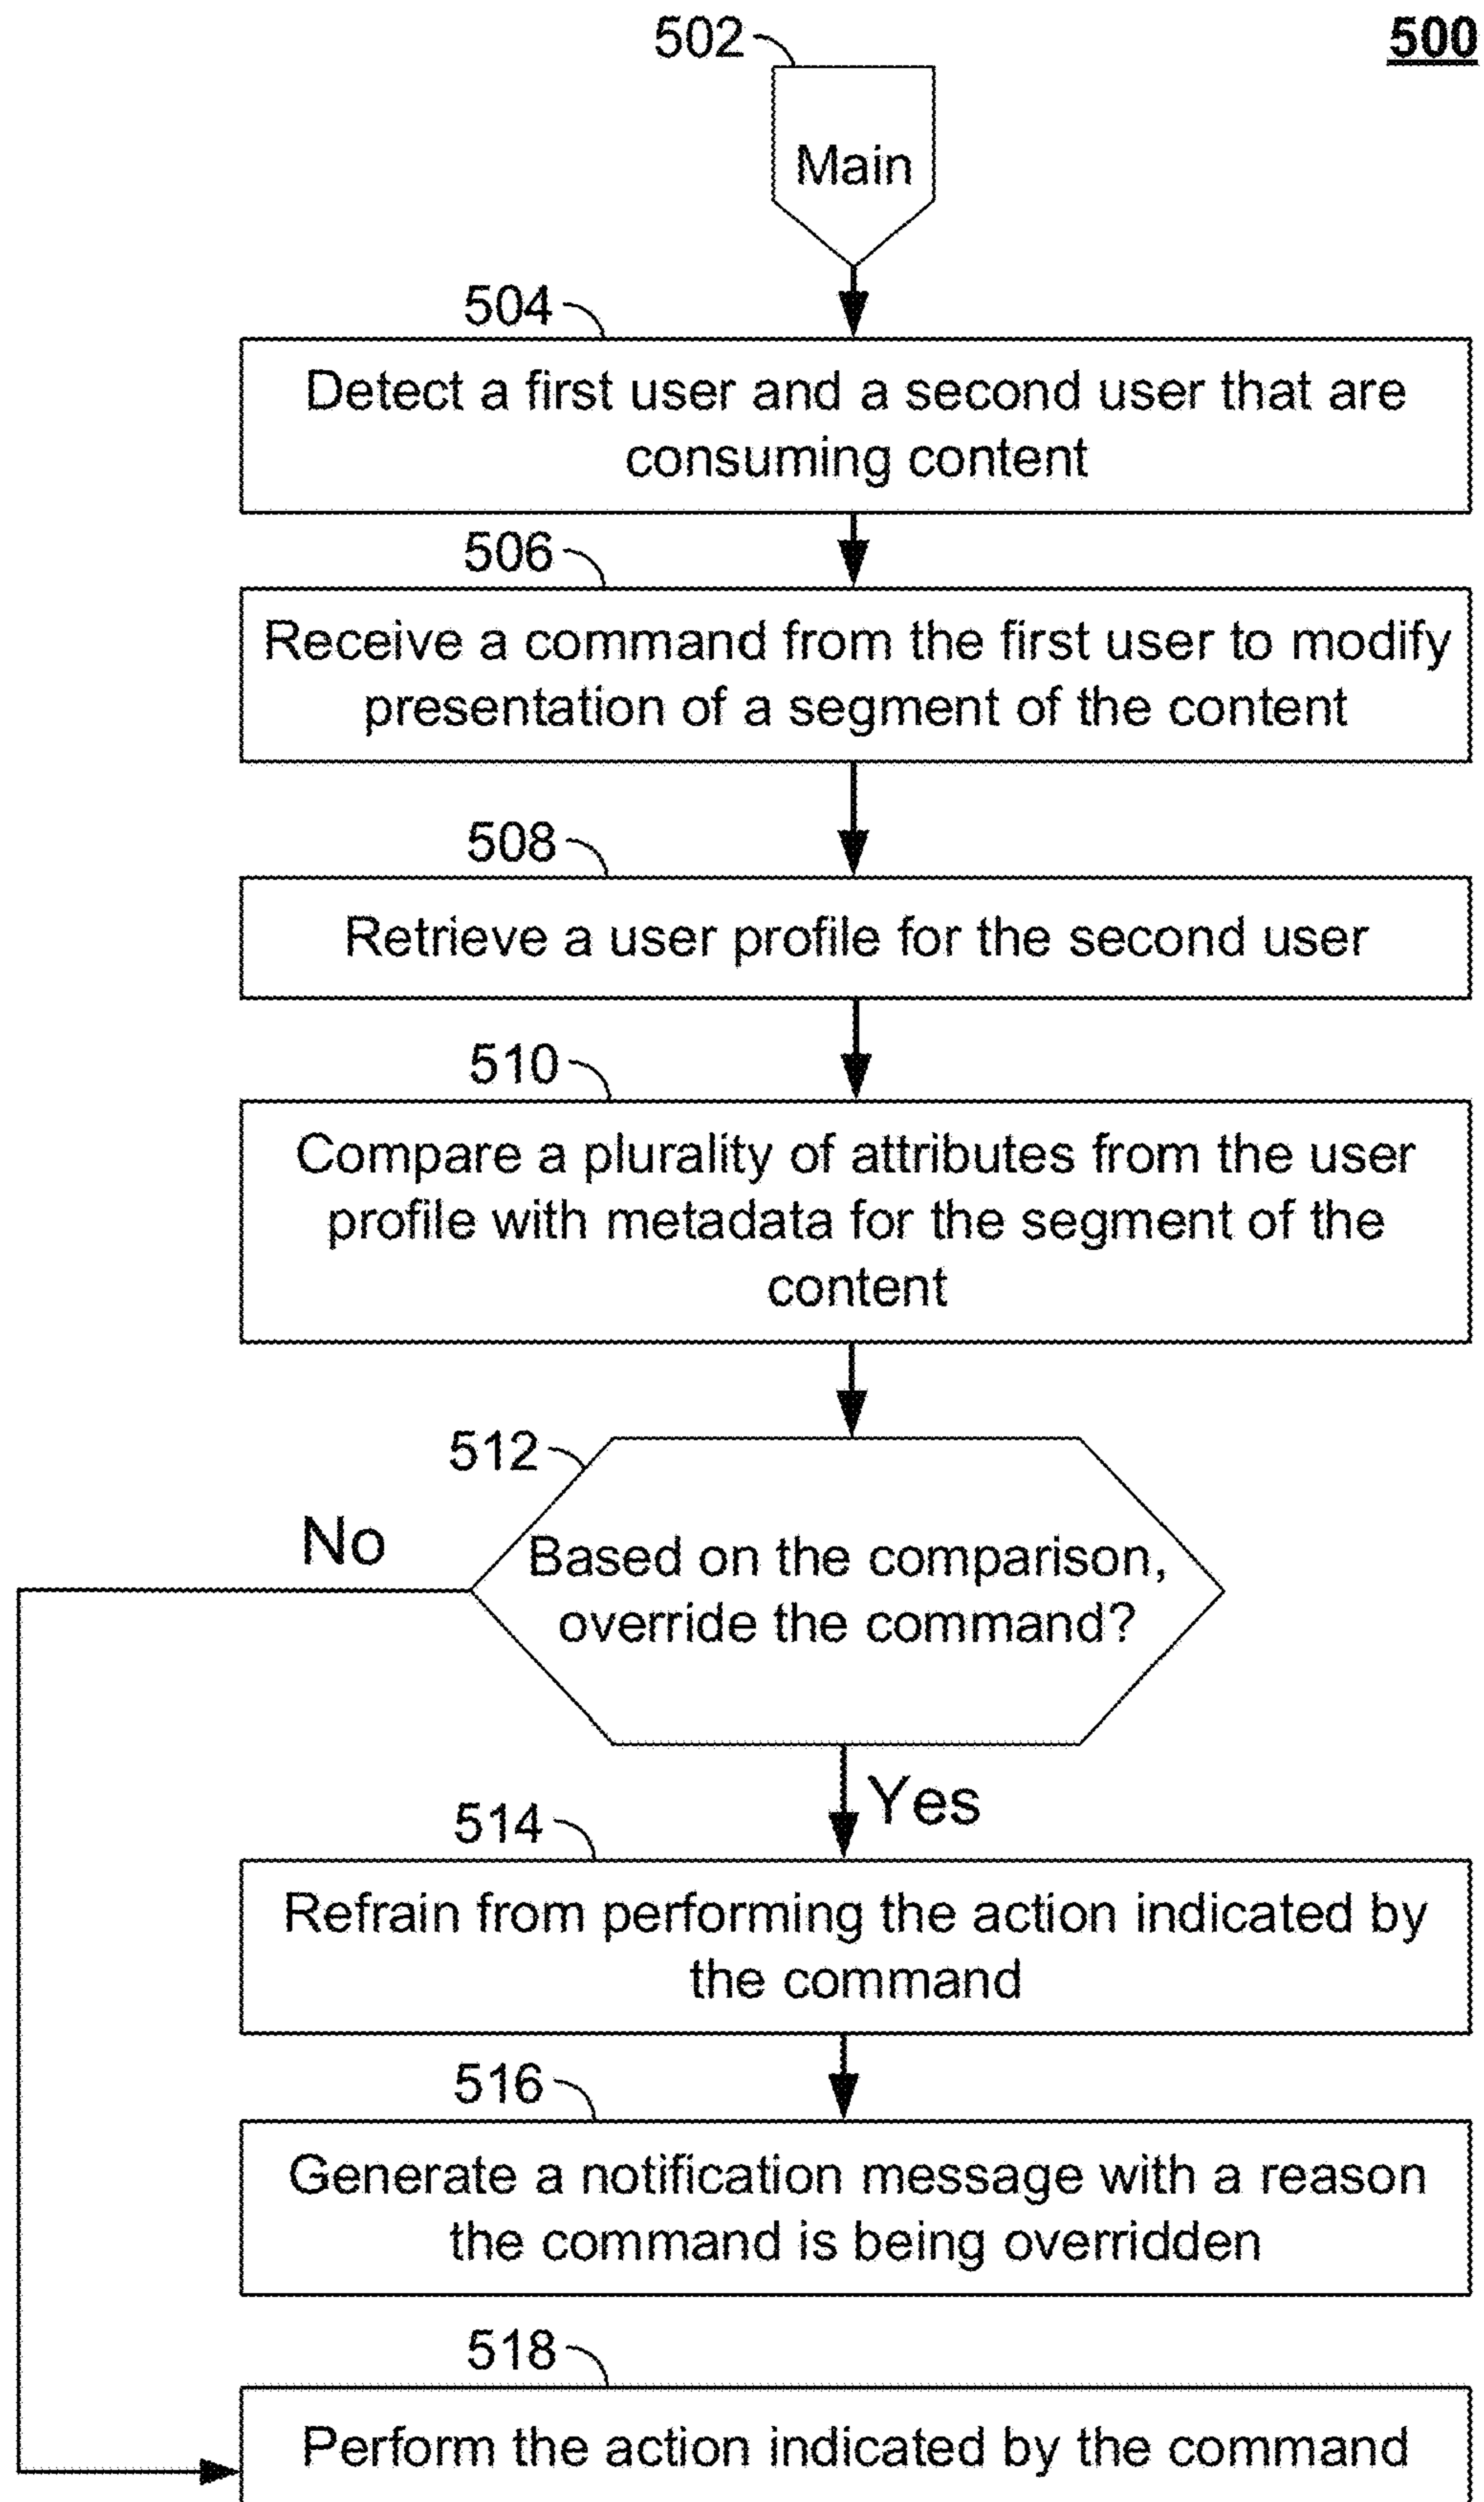 502
500
Main
504
Detect a first user and a second user that are
consuming content
506
Receive a command from the first user to modify
presentation of a segment of the content
508
Retrieve a user profile for the second user
510
Compare a plurality of attributes from the user
profile with metadata for the segment of the
content
512
No
Based on the comparison,
override the command?
Yes
514
Refrain from performing the action indicated by
the command
516
Generate a notification message with a reason
the command is being overridden
518
Perform the action indicated by the command